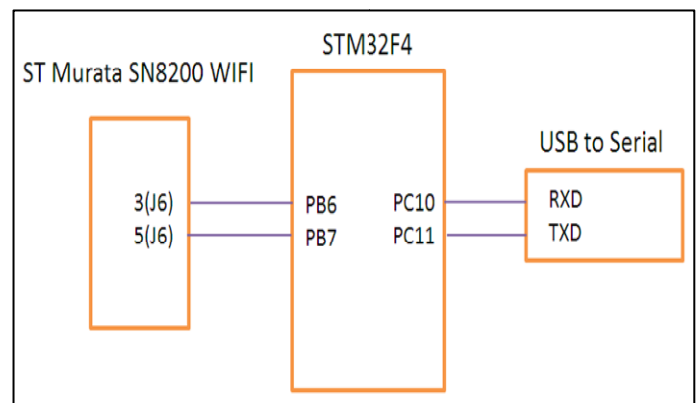 STM32F4
ST Murata SN8200 WIFI
USB to Serial
3(J6) PB6 PC10 RXD
5(J6) PB7 PC11 TXD